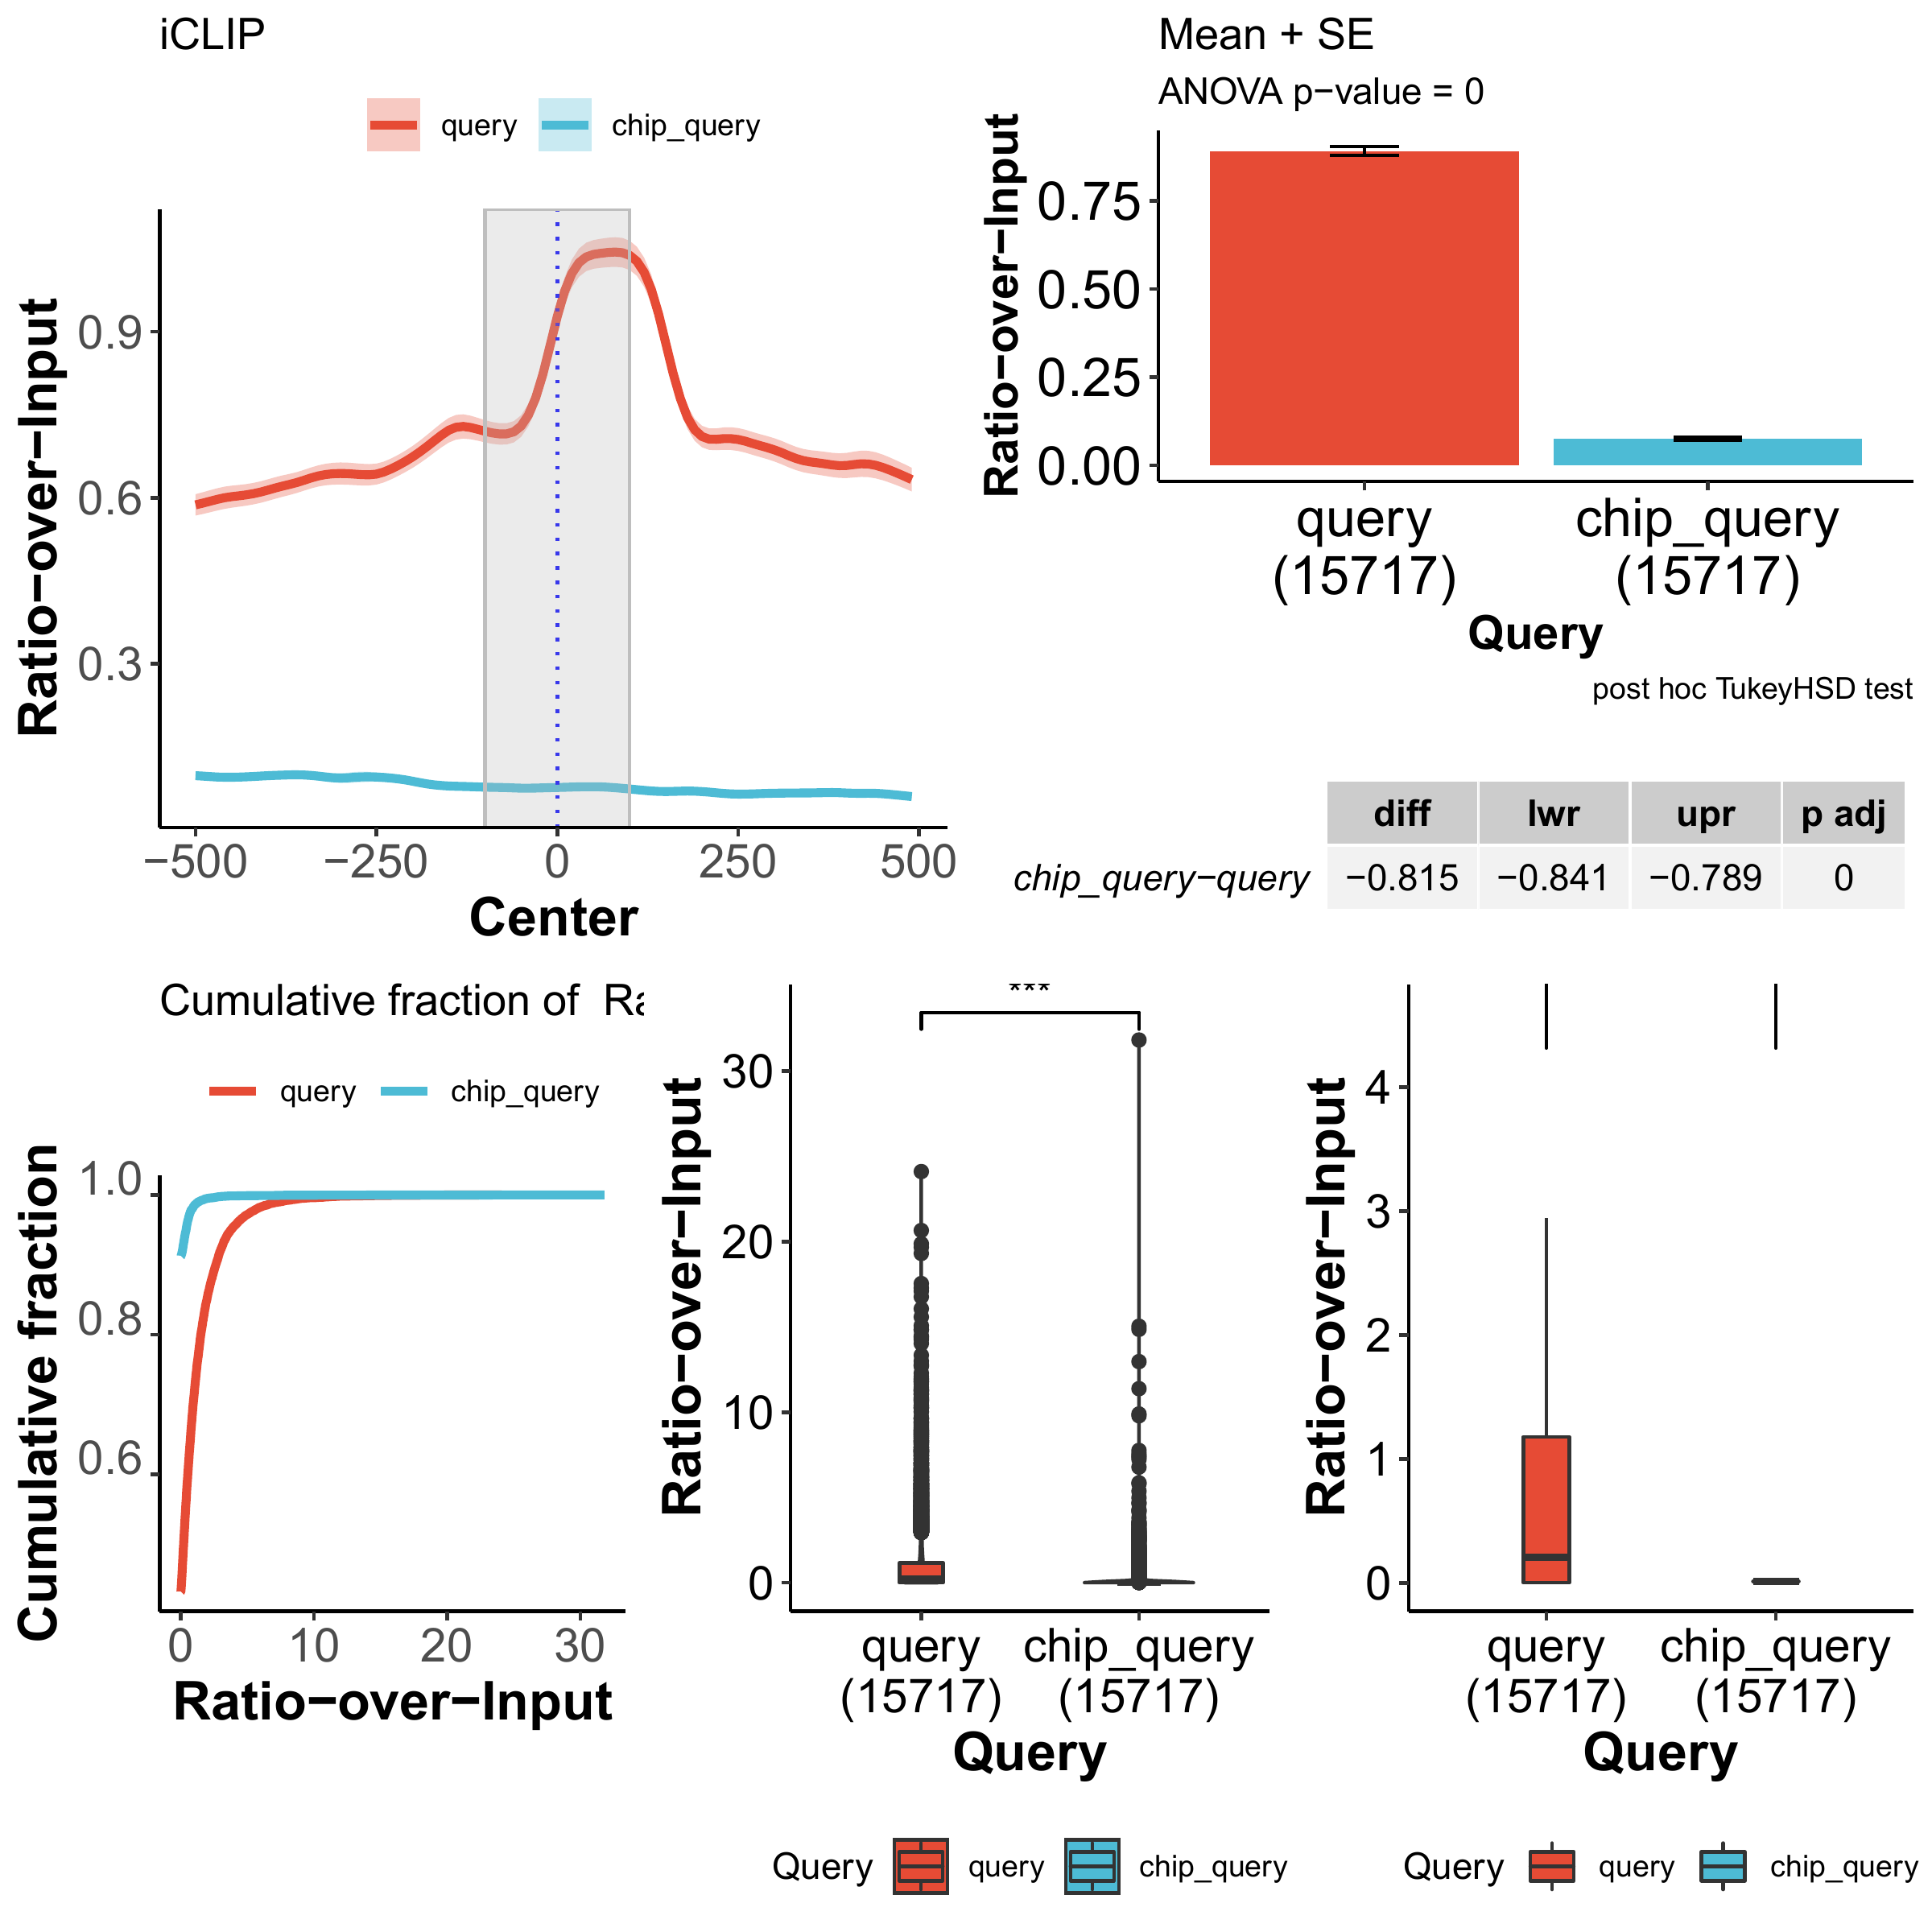 iCLIP
query
chip_query
Ratio−over−Input
0.9
0.6
0.3
−500 −250 0 250 500
Center
Mean + SE
ANOVA p−value = 0
Ratio−over−Input
0.75
0.50
0.25
0.00
query chip_query
(15717) (15717)
Query
post hoc TukeyHSD test
diff lwr upr p adj
chip_query−query −0.815 −0.841 −0.789 0
Cumulative fraction of
query chip_query
Cumulative fraction
1.0
0.8
0.6
0 10 20 30
Ratio−over−Input
***
Ratio−over−Input
30
20
10
0
query chip_query
(15717) (15717)
Query
Query query chip_query
Ratio−over−Input
4
3
2
1
0
query chip_query
(15717) (15717)
Query
Query query chip_query